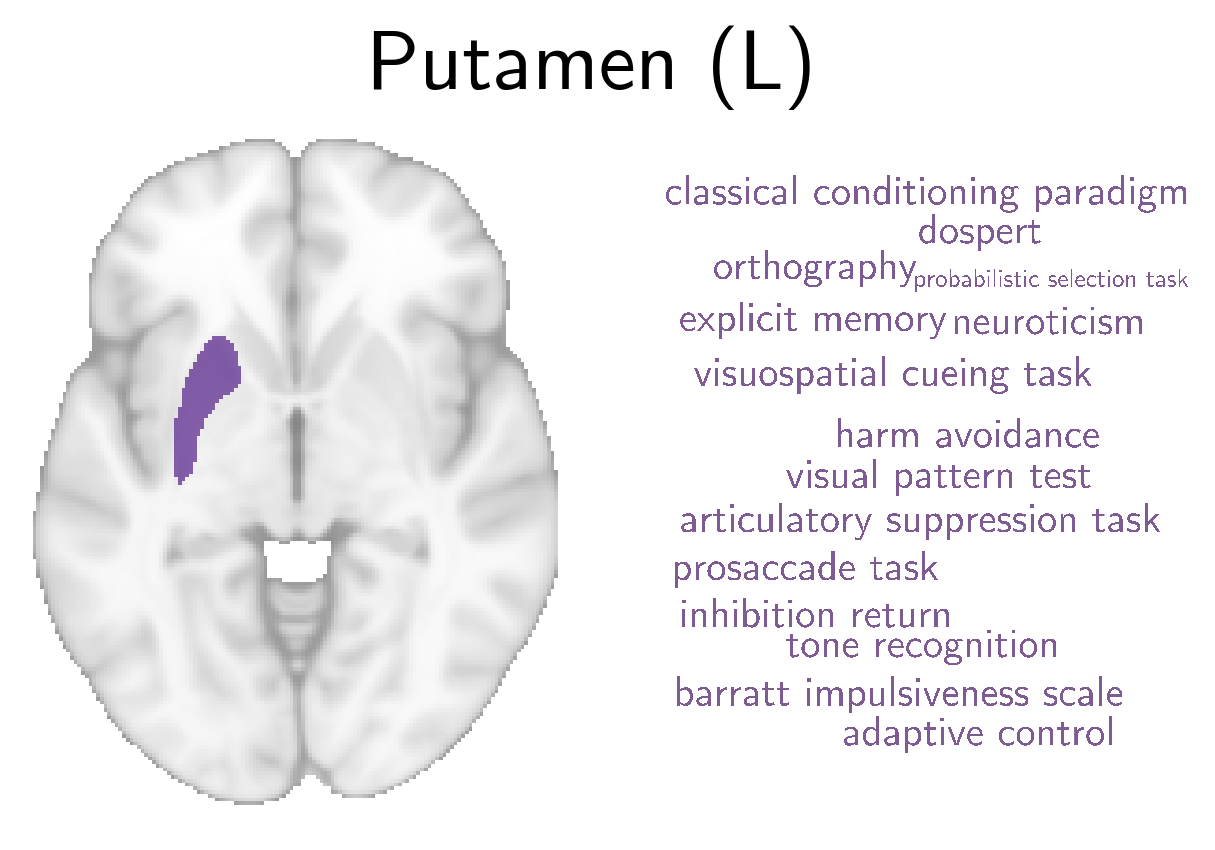 Putamen (L)
classical conditioning paradigm
dospert
orthography probabilistic selection task
explicit memory neuroticism
visuospatial cueing task
harm avoidance
visual pattern test
articulatory suppression task
prosaccade task
inhibition return
tone recognition
barratt impulsiveness scale
adaptive control